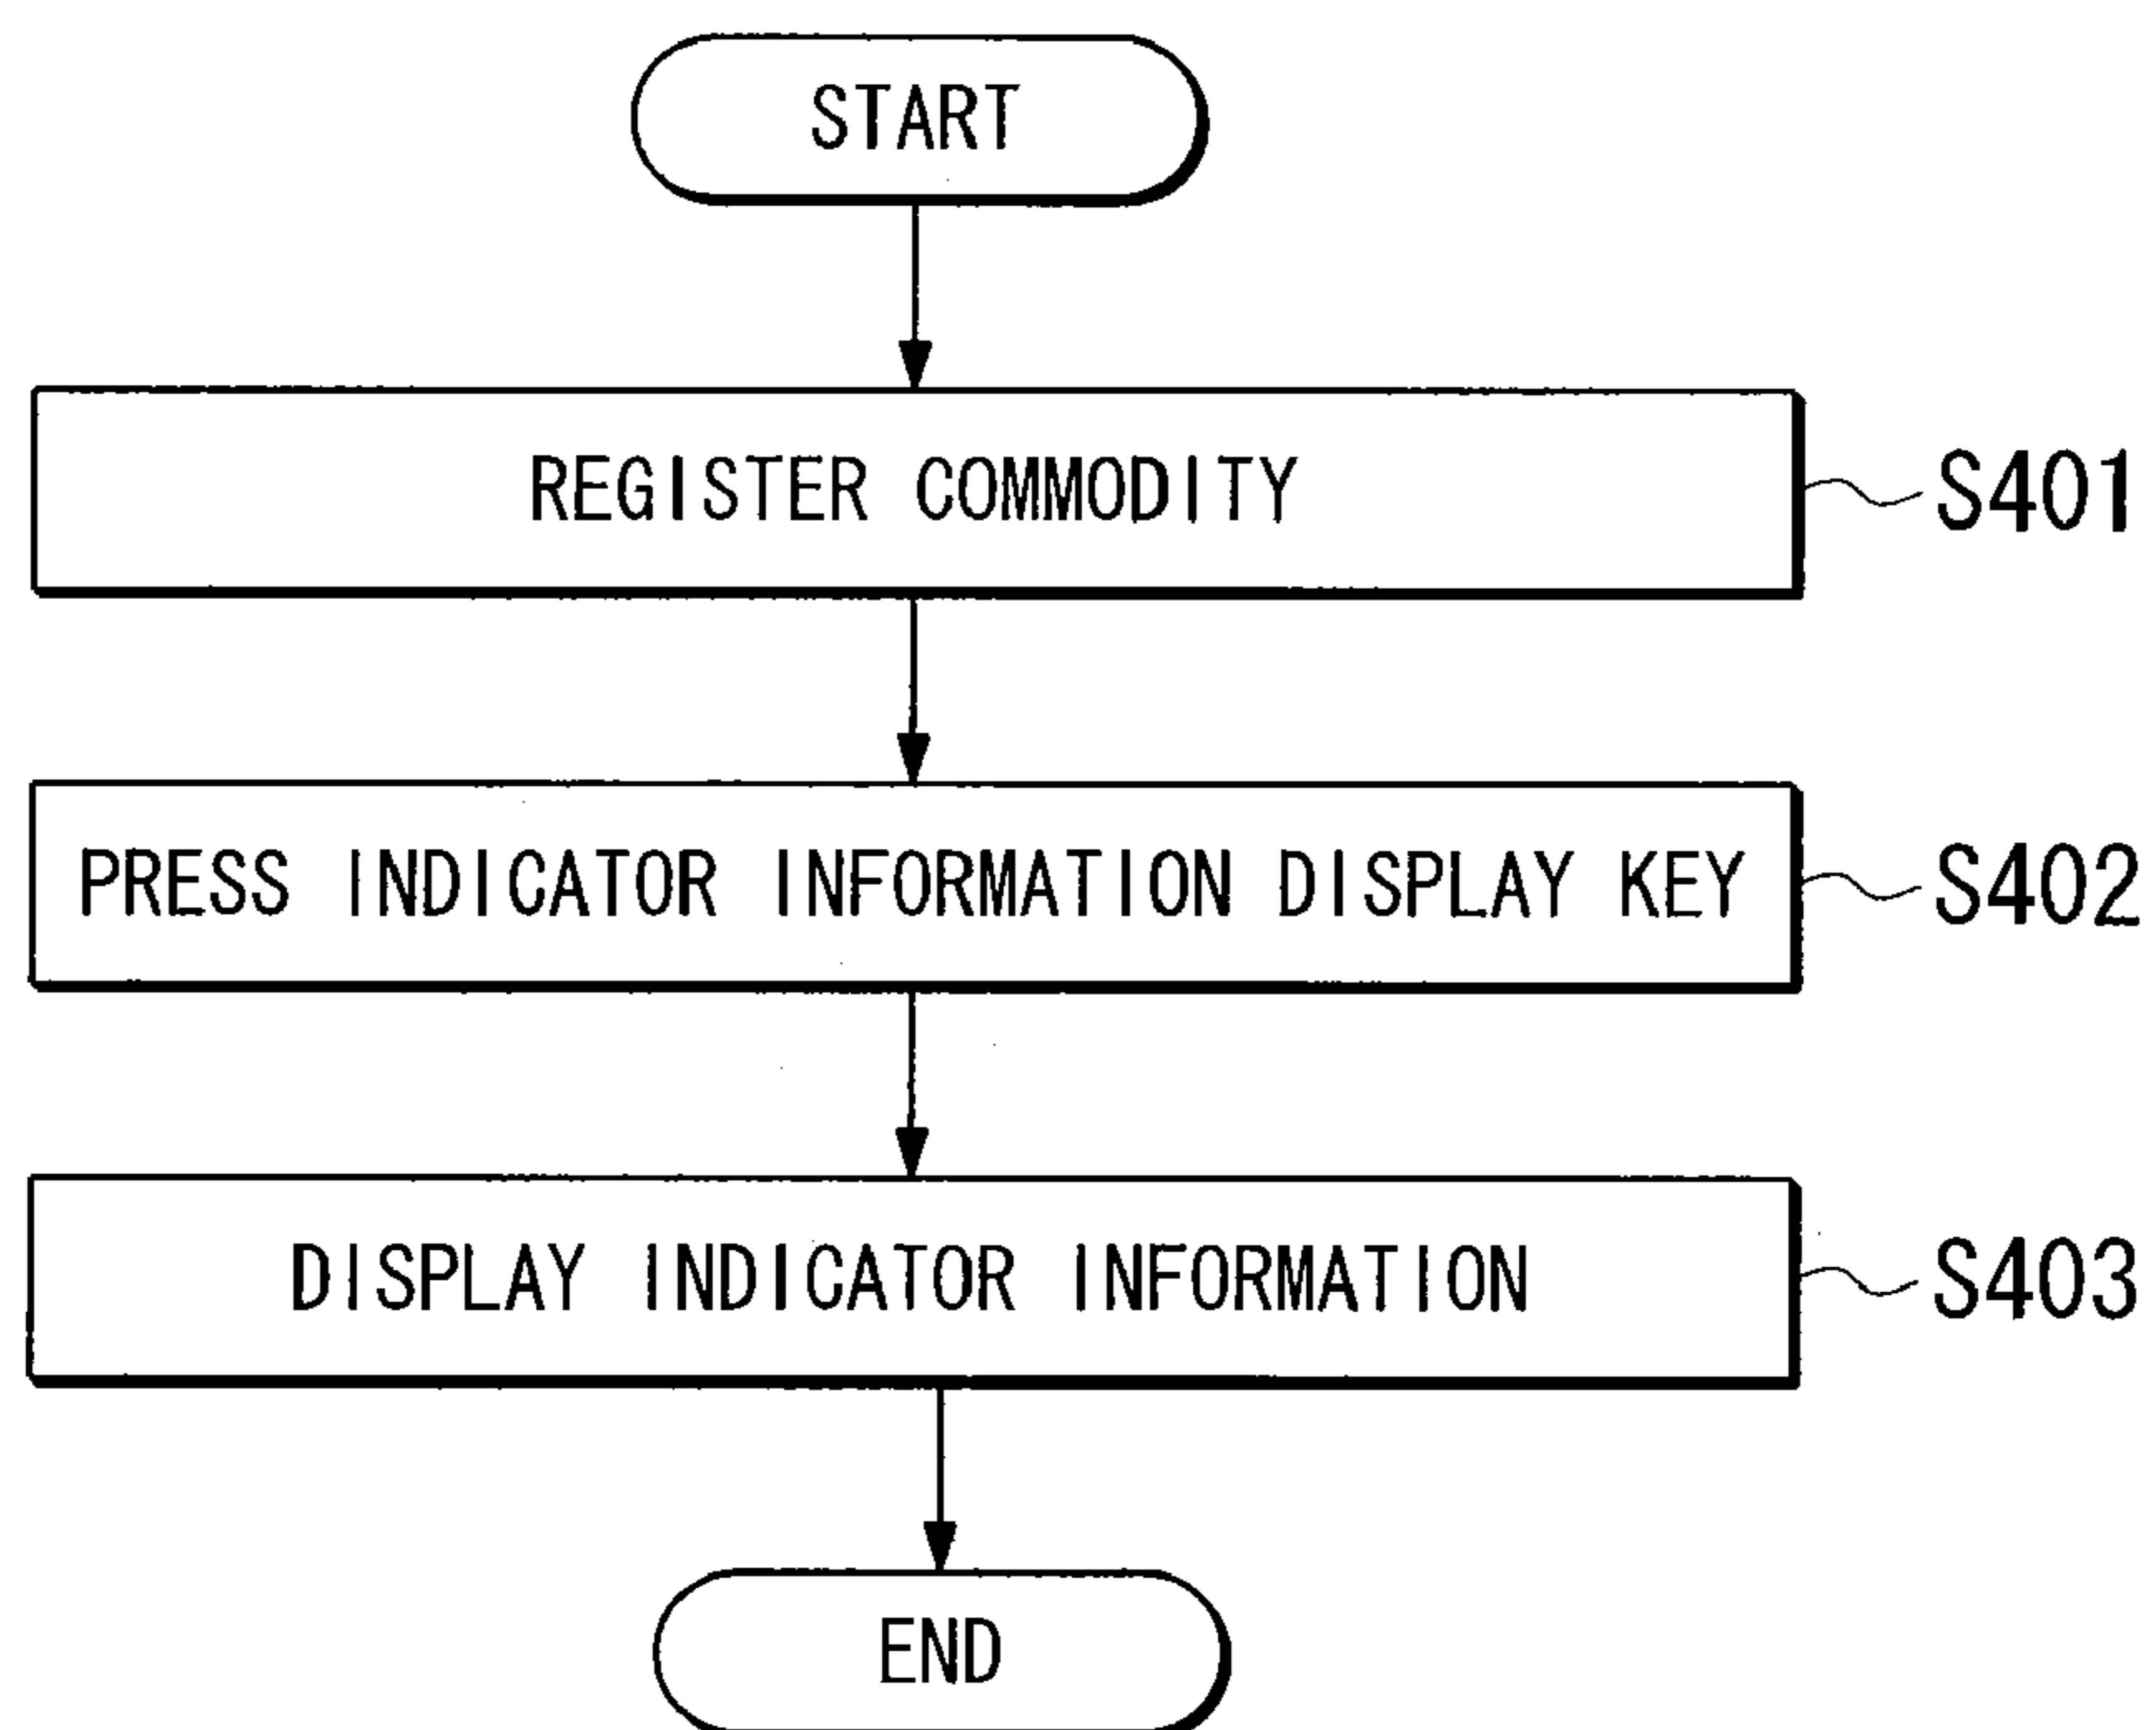 START
REGISTER COMMODITY
S401
PRESS INDICATOR INFORMATION DISPLAY KEY
S402
DISPLAY INDICATOR INFORMATION
S403
END